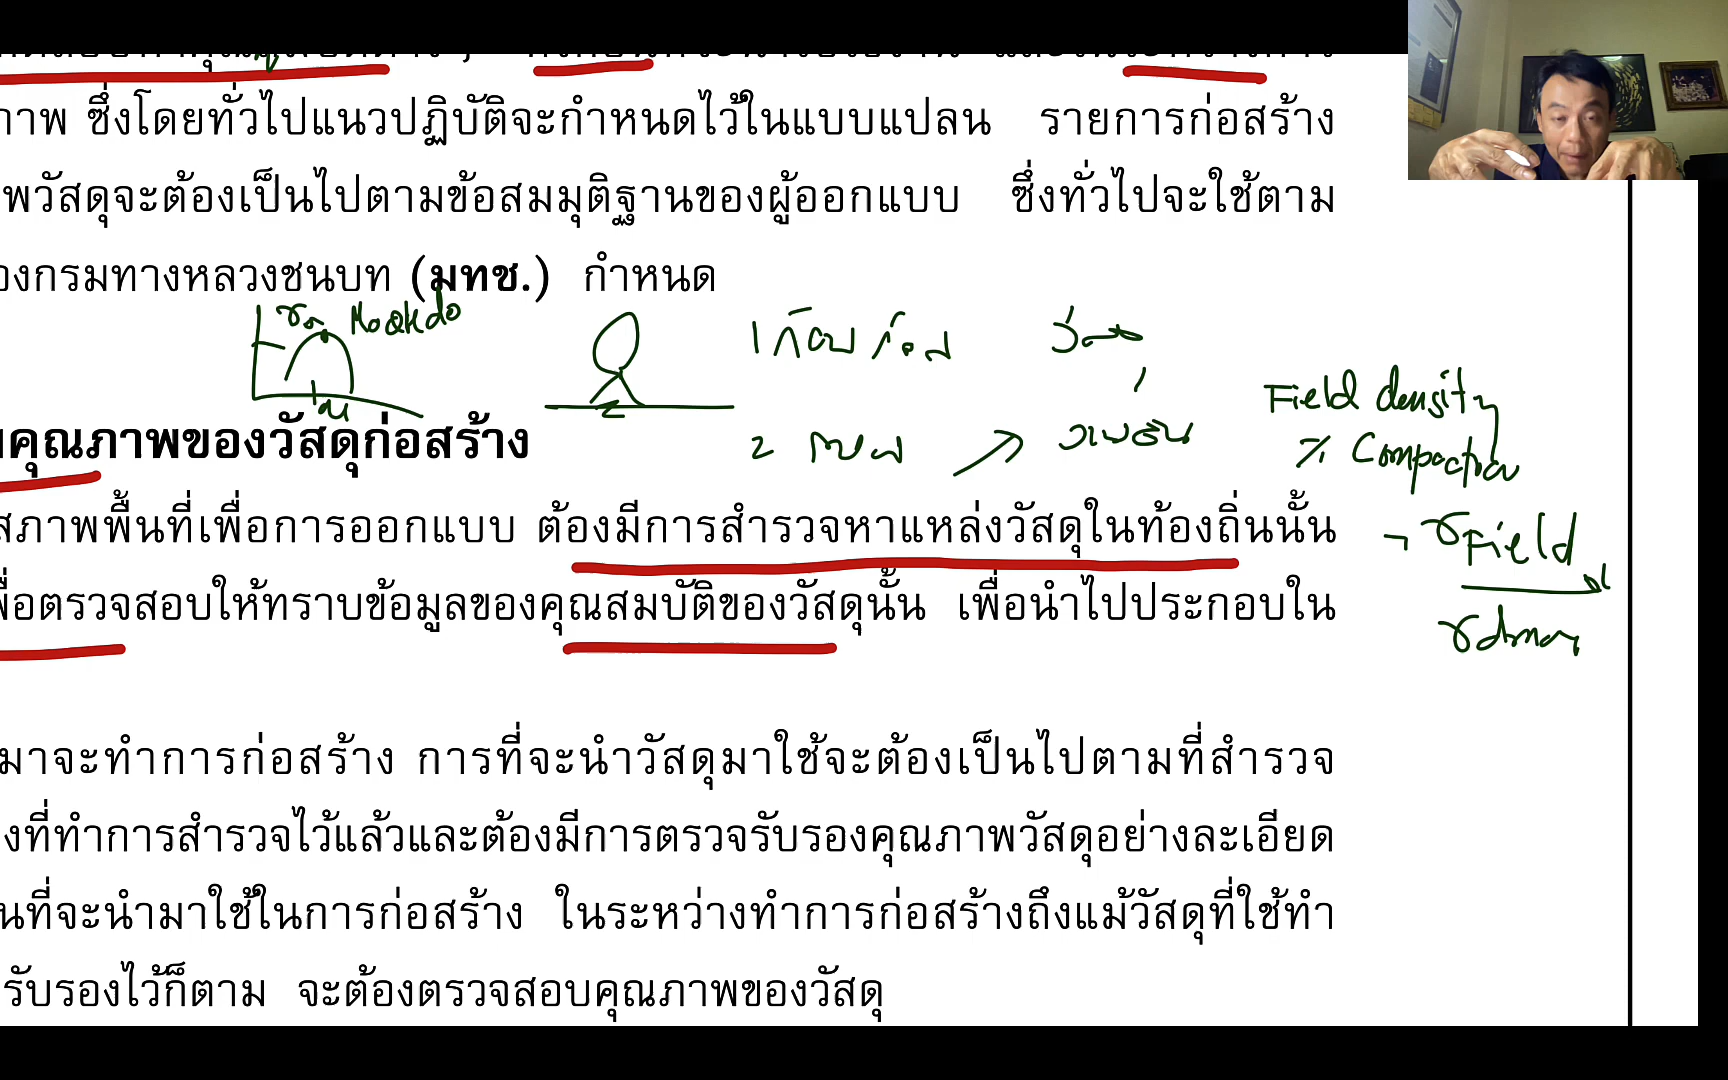 ภาพ ซึ่งโดยทั่วไปแนวปฏิบัติจะกำหนดไว้ในแบบแปลน รายการก่อสร้าง
พวัสดุจะต้องเป็นไปตามข้อสมมุติฐานของผู้ออกแบบ ซึ่งทั่วไปจะใช้ตาม
องกรมทางหลวงชนบท (มทช.) กำหนด
เก็บก่อน
Field density
% Compaction
คุณภาพของวัสดุก่อสร้าง
2
งานดิน
สภาพพื้นที่เพื่อการออกแบบ ต้องมีการสำรวจหาแหล่งวัสดุในท้องถิ่นนั้น
γField
พื่อตรวจสอบให้ทราบข้อมูลของคุณสมบัติของวัสดุนั้น เพื่อนำไปประกอบใน
มาจะทำการก่อสร้าง การที่จะนำวัสดุมาใช้จะต้องเป็นไปตามที่สำรวจ
งที่ทำการสำรวจไว้แล้วและต้องมีการตรวจรับรองคุณภาพวัสดุอย่างละเอียด
นที่จะนำมาใช้ในการก่อสร้าง ในระหว่างทำการก่อสร้างถึงแม้วัสดุที่ใช้ทำ
รับรองไว้ก็ตาม จะต้องตรวจสอบคุณภาพของวัสดุ